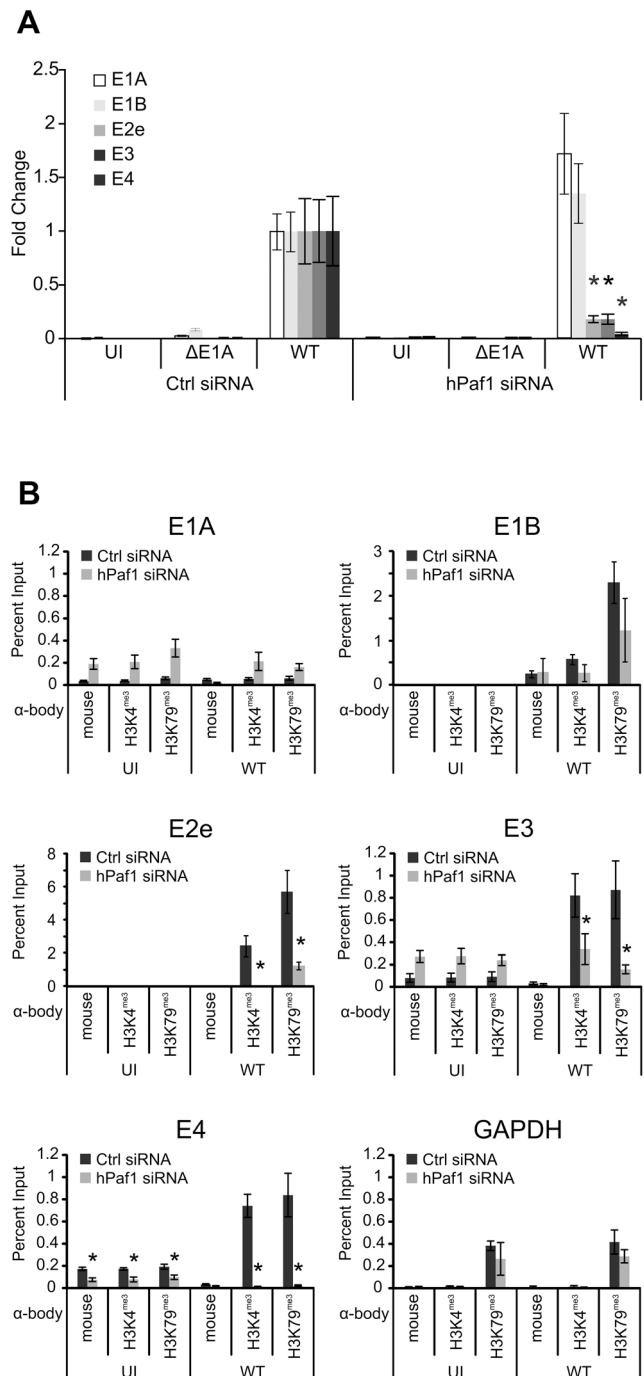 A
Fold Change
2.5
2
1.5
1
0.5
0
E1A
E1B
E2e
E3
E4
* * *
UI ΔE1A WT UI ΔE1A WT
Ctrl siRNA hPaf1 siRNA
B
E1A
Percent Input
1.2
1
0.8
0.6
0.4
0.2
0
Ctrl siRNA
hPaf1 siRNA
α-body
mouse H3K4me3 H3K79me3 mouse H3K4me3 H3K79me3
UI WT
E1B
Percent Input
3
2
1
0
Ctrl siRNA
hPaf1 siRNA
α-body
mouse H3K4me3 H3K79me3 mouse H3K4me3 H3K79me3
UI WT
E2e
Percent Input
8
6
4
2
0
Ctrl siRNA
hPaf1 siRNA
* *
α-body
mouse H3K4me3 H3K79me3 mouse H3K4me3 H3K79me3
UI WT
E3
Percent Input
1.2
1
0.8
0.6
0.4
0.2
0
Ctrl siRNA
hPaf1 siRNA
* *
α-body
mouse H3K4me3 H3K79me3 mouse H3K4me3 H3K79me3
UI WT
E4
Percent Input
1.2
1
0.8
0.6
0.4
0.2
0
Ctrl siRNA
hPaf1 siRNA
* * * * *
α-body
mouse H3K4me3 H3K79me3 mouse H3K4me3 H3K79me3
UI WT
GAPDH
Percent Input
1.2
1
0.8
0.6
0.4
0.2
0
Ctrl siRNA
hPaf1 siRNA
α-body
mouse H3K4me3 H3K79me3 mouse H3K4me3 H3K79me3
UI WT